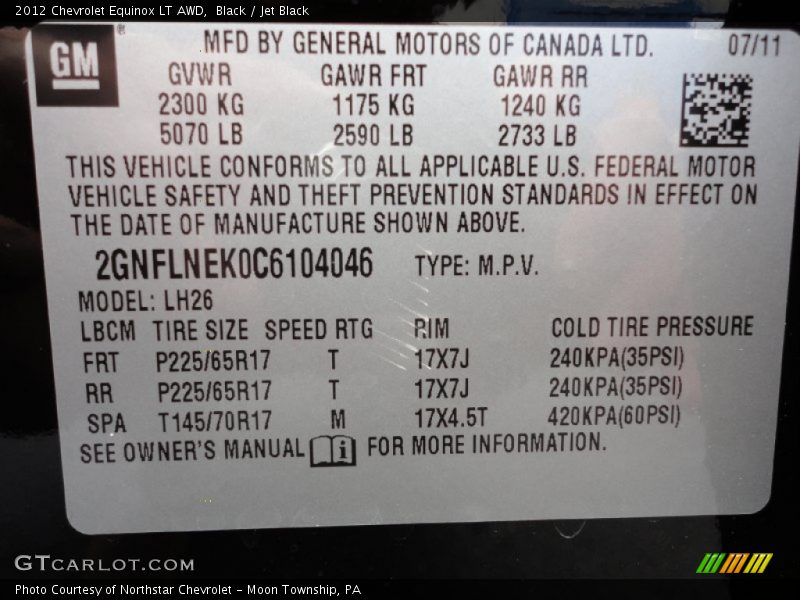 2012 Chevrolet Equinox LT AWD, Black / Jet Black
GM ®
MFD BY GENERAL MOTORS OF CANADA LTD. 07/11
GVWR GAWR FRT GAWR RR
2300 KG 1175 KG 1240 KG
5070 LB 2590 LB 2733 LB
THIS VEHICLE CONFORMS TO ALL APPLICABLE U.S. FEDERAL MOTOR
VEHICLE SAFETY AND THEFT PREVENTION STANDARDS IN EFFECT ON
THE DATE OF MANUFACTURE SHOWN ABOVE.
2GNFLNEK0C6104046 TYPE: M.P.V.
MODEL: LH26
LBCM TIRE SIZE SPEED RTG RIM COLD TIRE PRESSURE
FRT P225/65R17 T 17X7J 240KPA(35PSI)
RR P225/65R17 T 17X7J 240KPA(35PSI)
SPA T145/70R17 M 17X4.5T 420KPA(60PSI)
SEE OWNER'S MANUAL i FOR MORE INFORMATION.
GTCARLOT.COM
Photo Courtesy of Northstar Chevrolet - Moon Township, PA